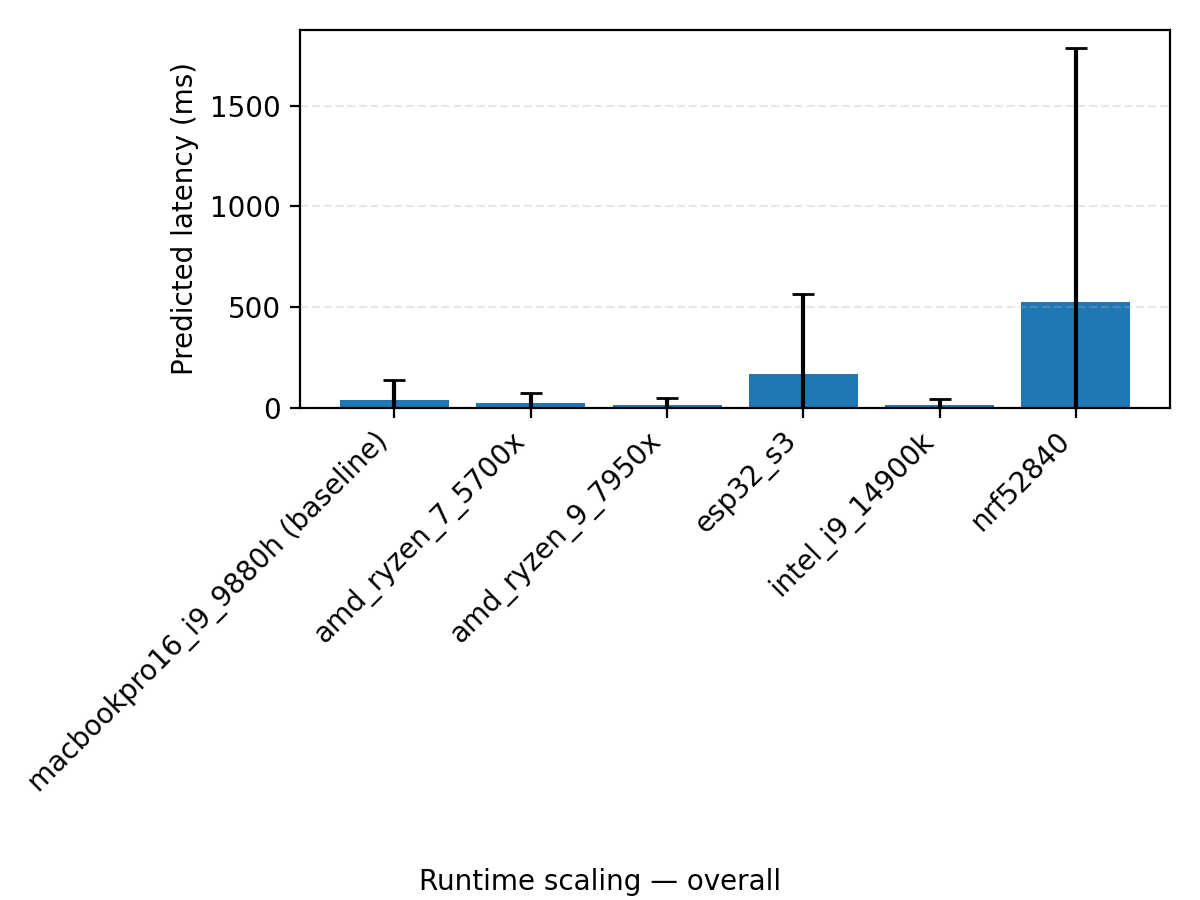 Predicted latency (ms)
1500
1000
500
0
macbookpro16_i9_9880h (baseline)
amd_ryzen_7_5700x
amd_ryzen_9_7950x
esp32_s3
intel_i9_14900k
nrf52840
Runtime scaling — overall